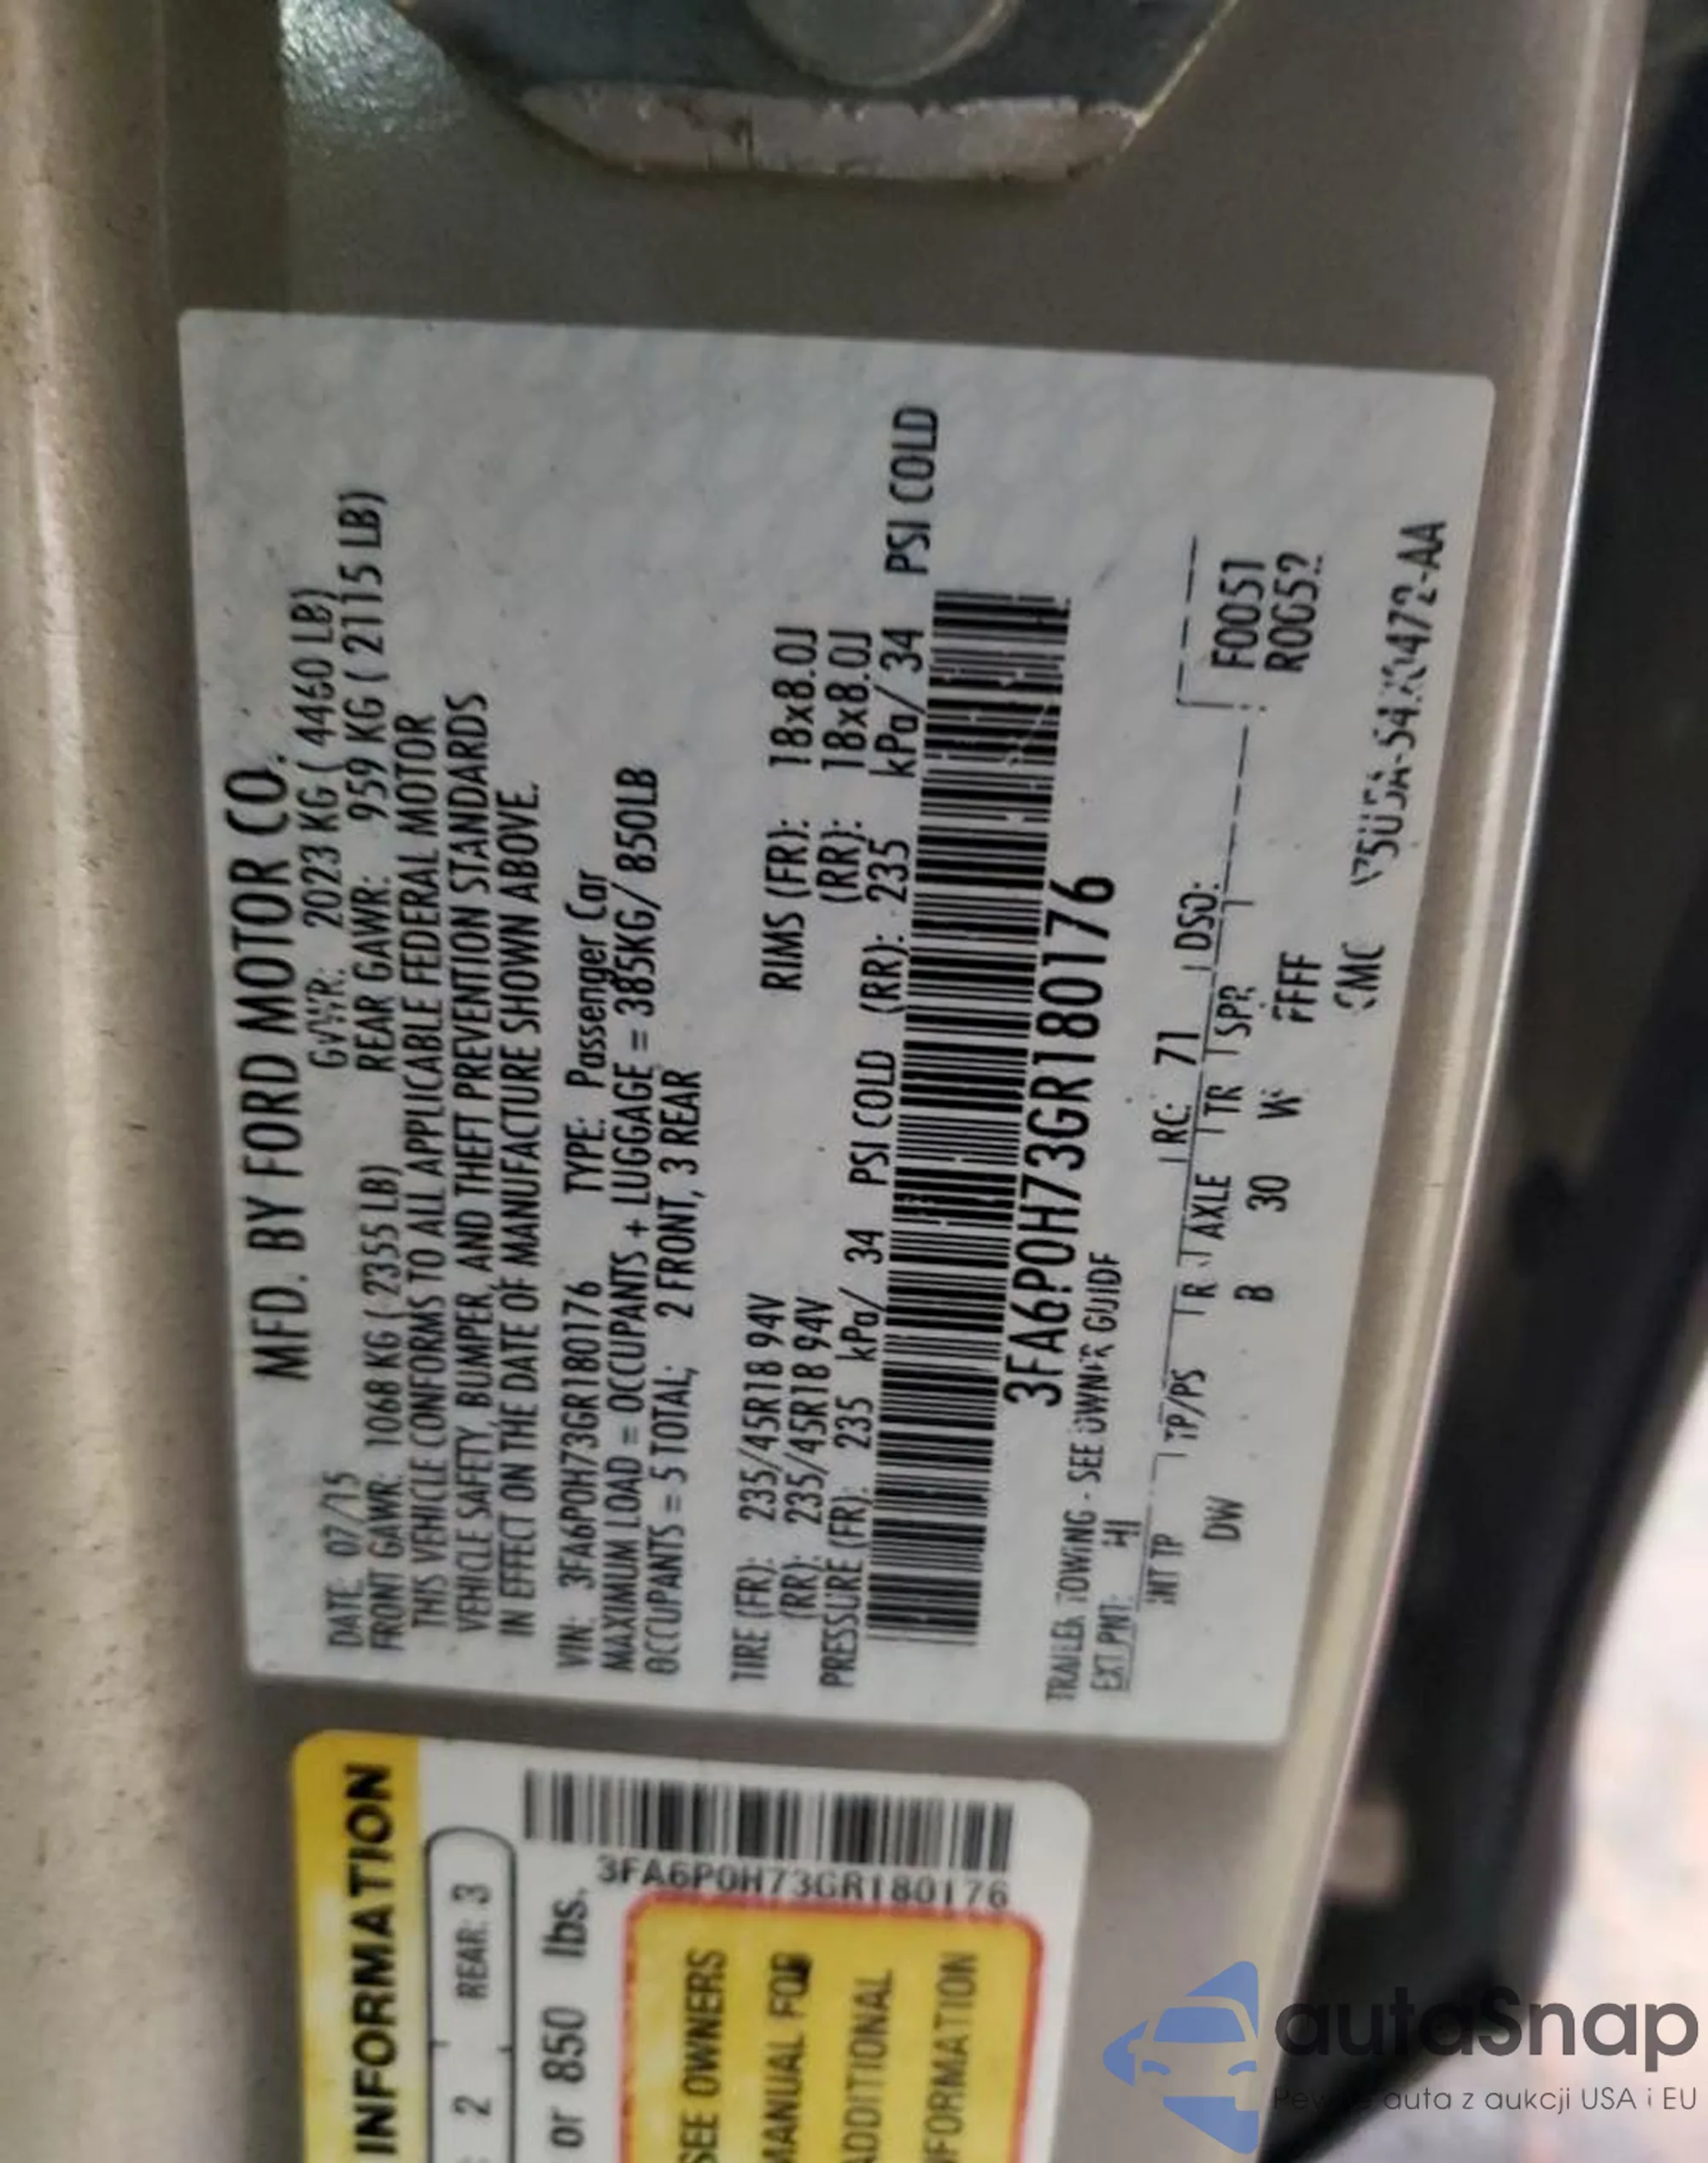 MFD. BY FORD MOTOR CO.
DATE: 07/15 GVWR: 2023 KG ( 4460 LB)
FRONT GAWR: 1068 KG ( 2355 LB) REAR GAWR: 959 KG ( 2115 LB)
THIS VEHICLE CONFORMS TO ALL APPLICABLE FEDERAL MOTOR
VEHICLE SAFETY, BUMPER, AND THEFT PREVENTION STANDARDS
IN EFFECT ON THE DATE OF MANUFACTURE SHOWN ABOVE.
VIN: 3FA6P0H73GR180176 TYPE: Passenger Car
MAXIMUM LOAD = OCCUPANTS + LUGGAGE = 385KG/ 850LB
OCCUPANTS = 5 TOTAL; 2 FRONT, 3 REAR
TIRE (FR): 235/45R18 94V RIMS (FR): 18x8.0J
(RR): 235/45R18 94V (RR): 18x8.0J
PRESSURE (FR): 235 kPa/ 34 PSI COLD (RR): 235 kPa/ 34 PSI COLD
3FA6P0H73GR180176
TRAILER TOWING - SEE OWNER GUIDE
EXT PNT: HI RC: 71 DSO:
INT TR TP/PS R AXLE TR SPR F0051
DW B 30 W FFFF
INFORMATION
2 REAR: 3
or 850 lbs.
3FA6P0H73GR180176
SEE OWNERS
MANUAL FOR
ADDITIONAL
INFORMATION
autaSnap
auta z aukcji USA i EU